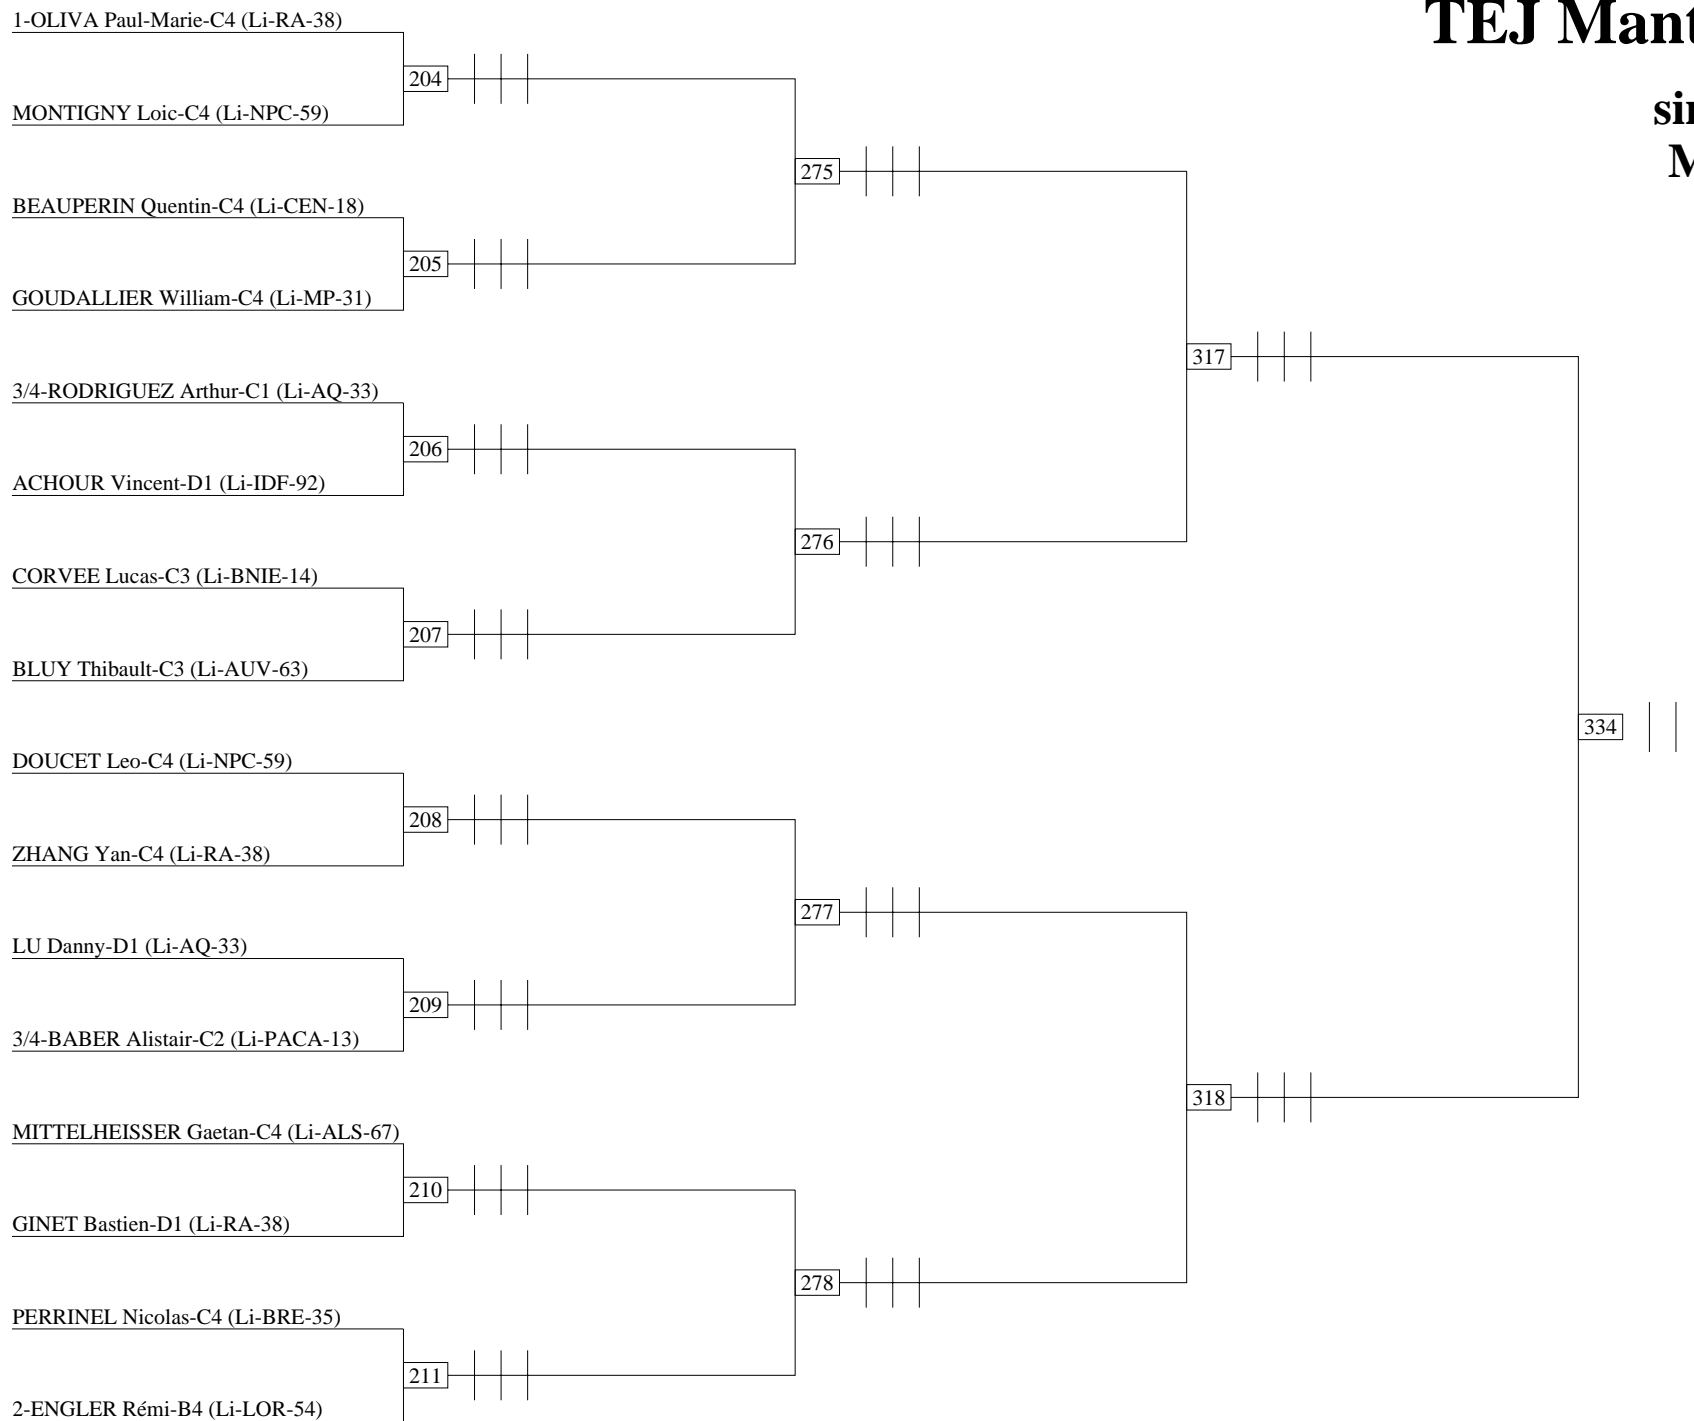 1-OLIVA Paul-Marie-C4 (Li-RA-38)
TEJ Mant
204
MONTIGNY Loic-C4 (Li-NPC-59)
sin
M
275
BEAUPERIN Quentin-C4 (Li-CEN-18)
205
GOUDALLIER William-C4 (Li-MP-31)
317
3/4-RODRIGUEZ Arthur-C1 (Li-AQ-33)
206
ACHOUR Vincent-D1 (Li-IDF-92)
276
CORVEE Lucas-C3 (Li-BNIE-14)
207
BLUY Thibault-C3 (Li-AUV-63)
334
DOUCET Leo-C4 (Li-NPC-59)
208
ZHANG Yan-C4 (Li-RA-38)
277
LU Danny-D1 (Li-AQ-33)
209
3/4-BABER Alistair-C2 (Li-PACA-13)
318
MITTELHEISSER Gaetan-C4 (Li-ALS-67)
210
GINET Bastien-D1 (Li-RA-38)
278
PERRINEL Nicolas-C4 (Li-BRE-35)
211
2-ENGLER Rémi-B4 (Li-LOR-54)